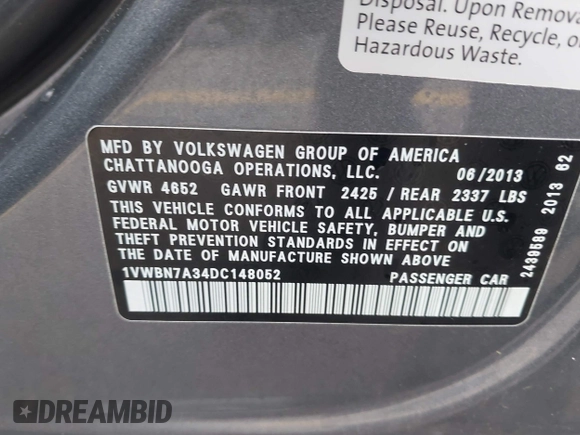 Disposal. Upon Remova
Please Reuse, Recycle, o
Hazardous Waste.
MFD BY VOLKSWAGEN GROUP OF AMERICA
CHATTANOOGA OPERATIONS, LLC. 06/2013
GVWR 4652 GAWR FRONT 2425 / REAR 2337 LBS
THIS VEHICLE CONFORMS TO ALL APPLICABLE U.S.
FEDERAL MOTOR VEHICLE SAFETY, BUMPER AND
THEFT PREVENTION STANDARDS IN EFFECT ON
THE DATE OF MANUFACTURE SHOWN ABOVE
1VWBN7A34DC148052 PASSENGER CAR
2439589 2013 62
DREAMBID